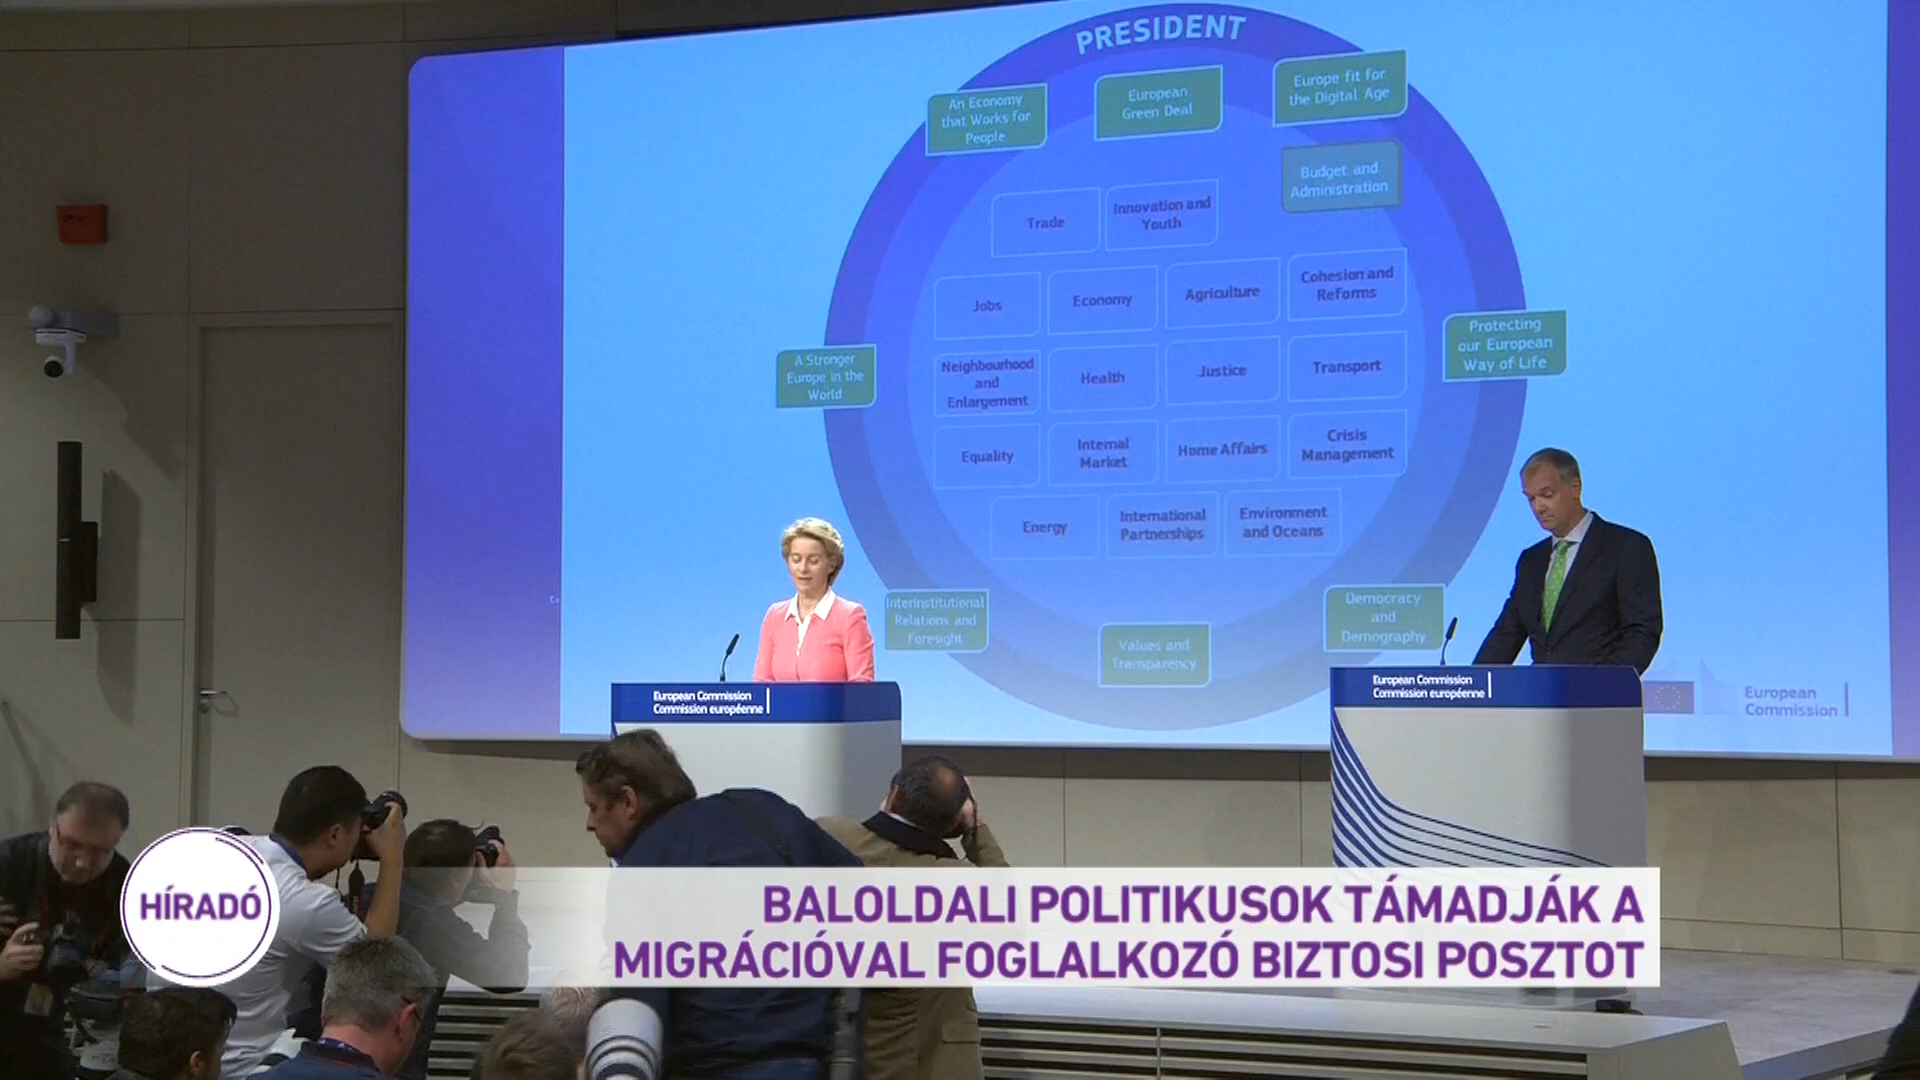 PRESIDENT
An Economy
that Works for
People
European
Green Deal
Europe fit for
the Digital Age
Budget and
Administration
Trade
Innovation and
Youth
Jobs
Economy
Agriculture
Cohesion and
Reforms
A Stronger
Europe in the
World
Neighbourhood
and
Enlargement
Health
Justice
Transport
Protecting
our European
Way of Life
Equality
Internal
Market
Home Affairs
Crisis
Management
Energy
International
Partnerships
Environment
and Oceans
Interinstitutional
Relations and
Foresight
Values and
Transparency
Democracy
and
Demography
European Commission
Commission européenne
European Commission
Commission européenne
European
Commission
HÍRADÓ
BALOLDALI POLITIKUSOK TÁMADJÁK A
MIGRÁCIÓVAL FOGLALKOZÓ BIZTOSI POSZTOT